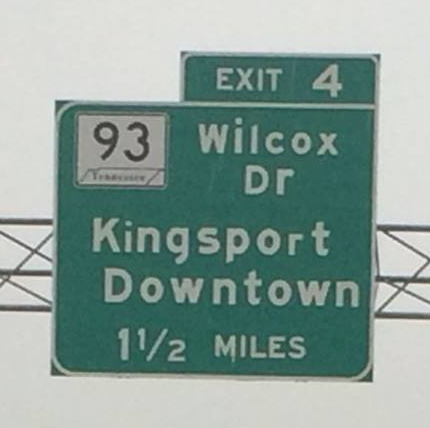 EXIT 4
93
Tennessee
Wilcox
Dr
Kingsport
Downtown
1 1/2 MILES